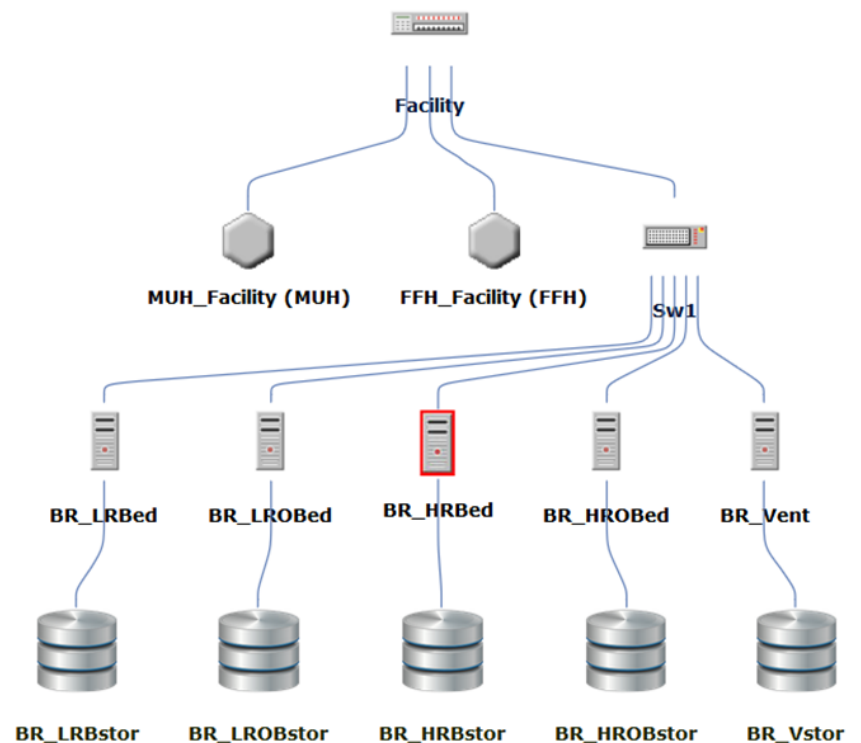 Facility
MUH_Facility (MUH)
FFH_Facility (FFH)
Sw1
BR_LRBed
BR_LROBed
BR_HRBed
BR_HROBed
BR_Vent
BR_LRBstor
BR_LROBstor
BR_HRBstor
BR_HROBstor
BR_Vstor